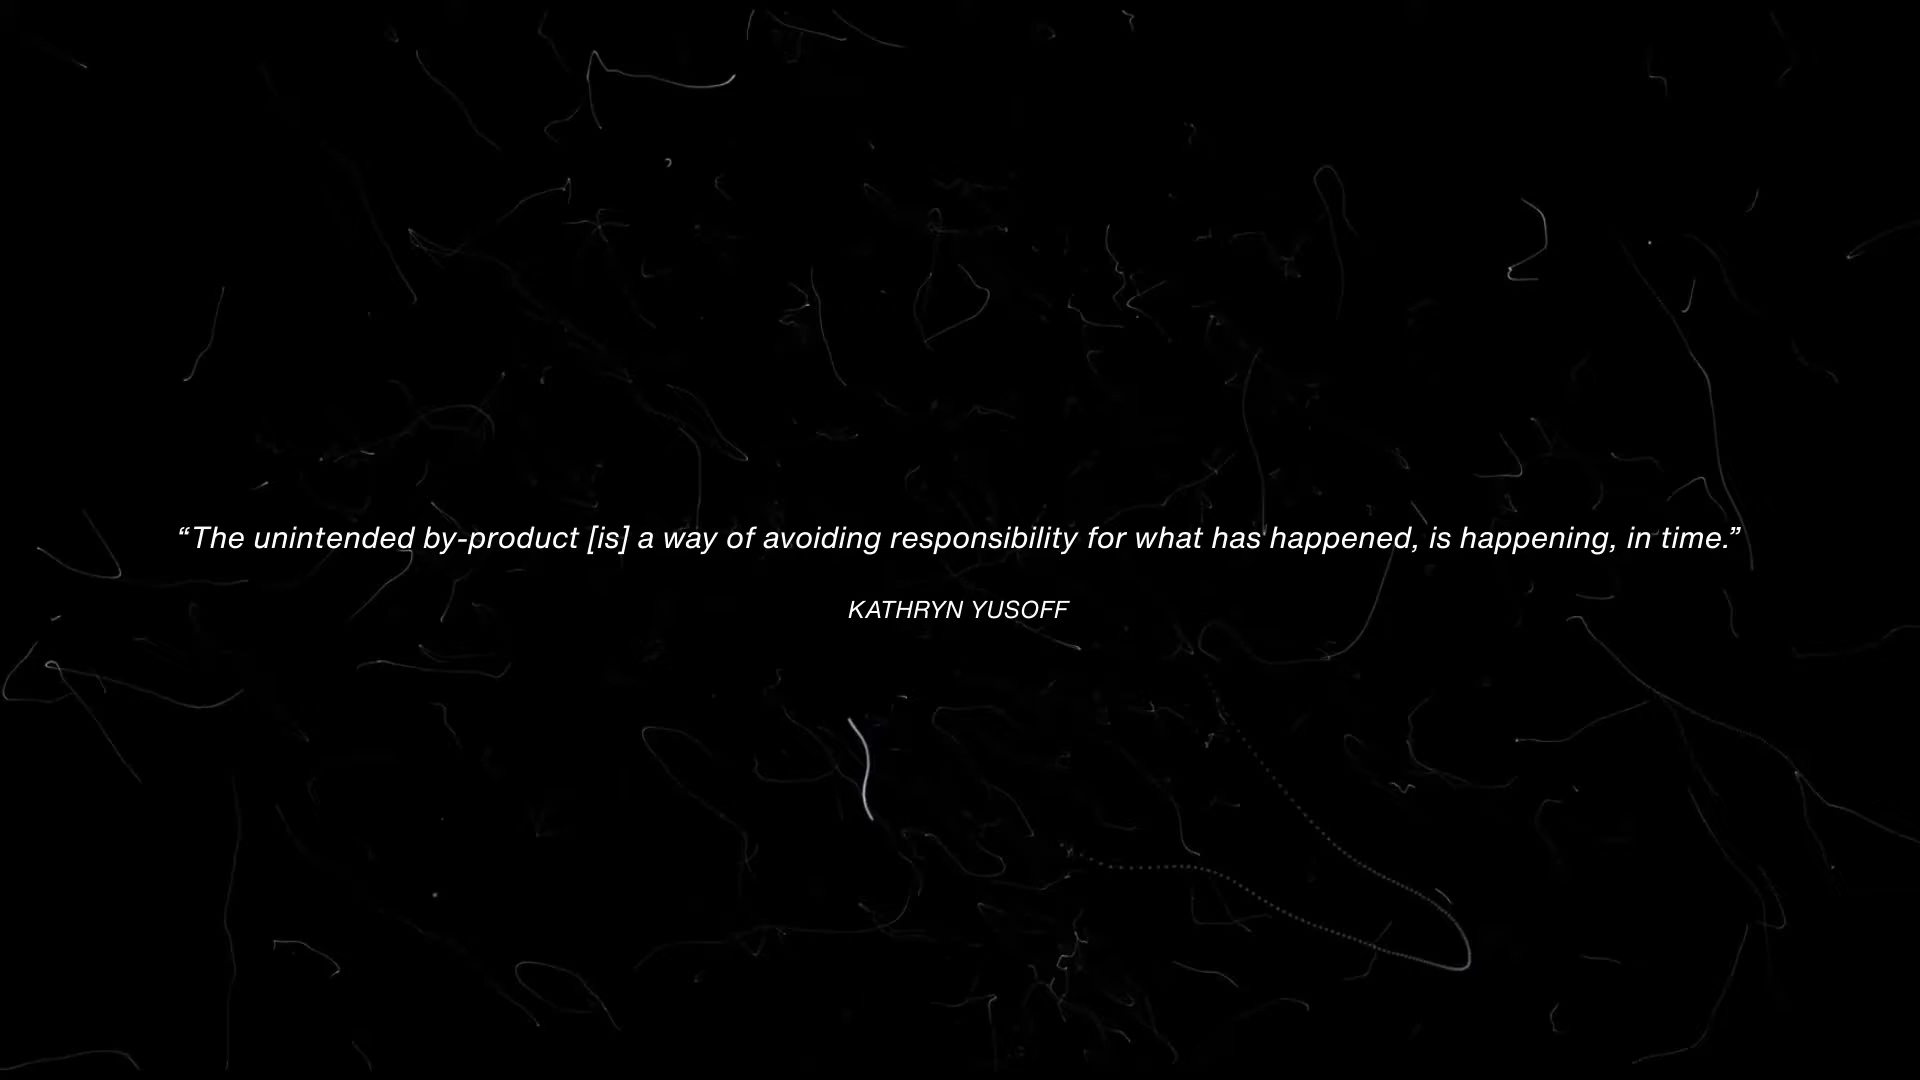 “The unintended by-product [is] a way of avoiding responsibility for what has happened, is happening, in time.”
KATHRYN YUSOFF